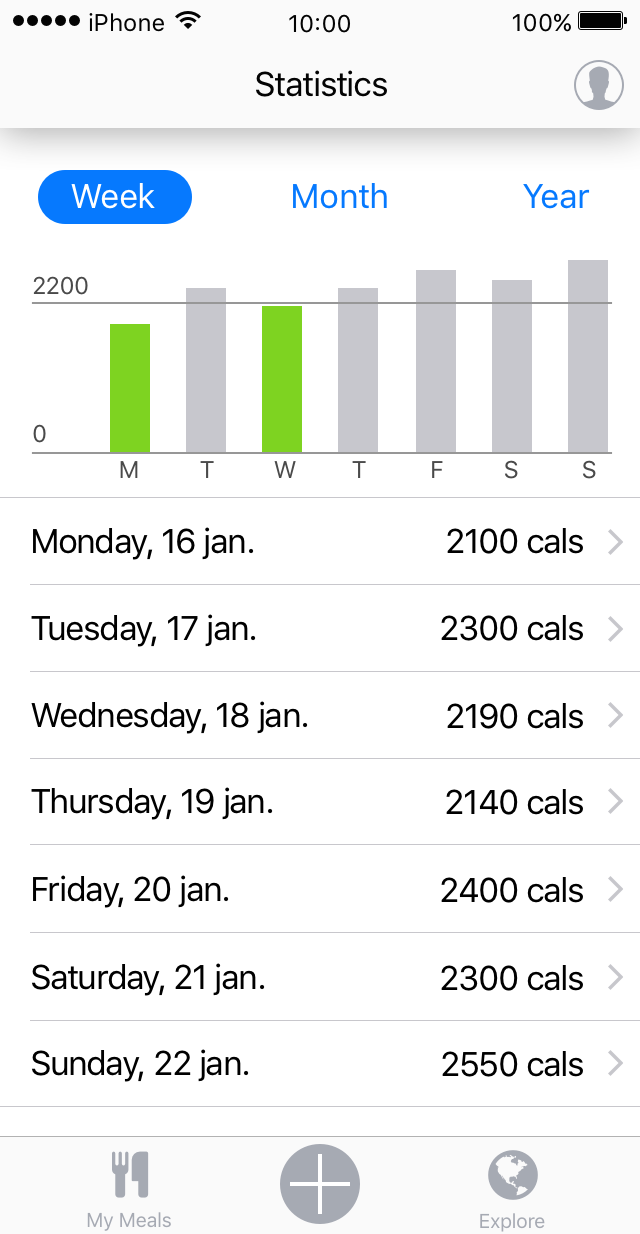 iPhone 10:00 100%
Statistics
Week Month Year
2200
0
M T W T F S S
Monday, 16 jan. 2100 cals
Tuesday, 17 jan. 2300 cals
Wednesday, 18 jan. 2190 cals
Thursday, 19 jan. 2140 cals
Friday, 20 jan. 2400 cals
Saturday, 21 jan. 2300 cals
Sunday, 22 jan. 2550 cals
My Meals Explore